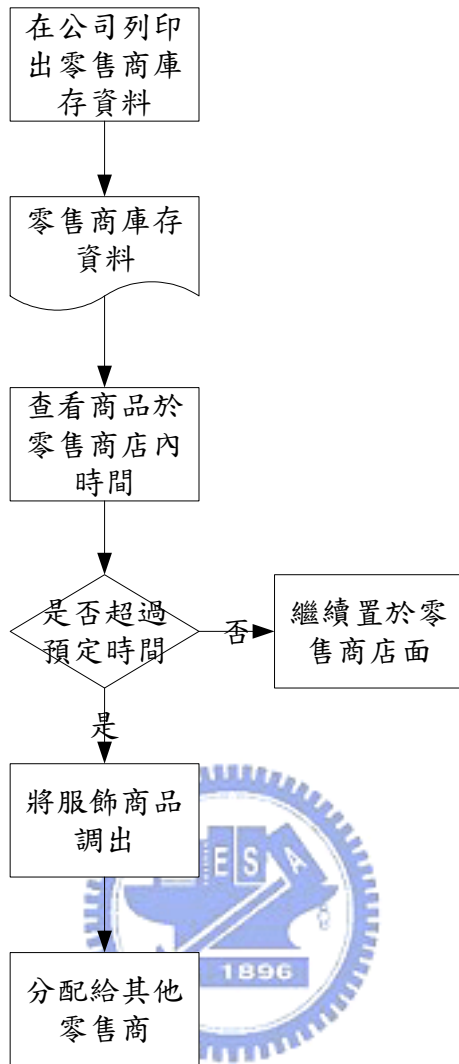 在公司列印
出零售商庫
存資料
零售商庫存
資料
查看商品於
零售商店內
時間
是否超過
預定時間
否
繼續置於零
售商店面
是
將服飾商品
調出
E S A
1896
分配給其他
零售商